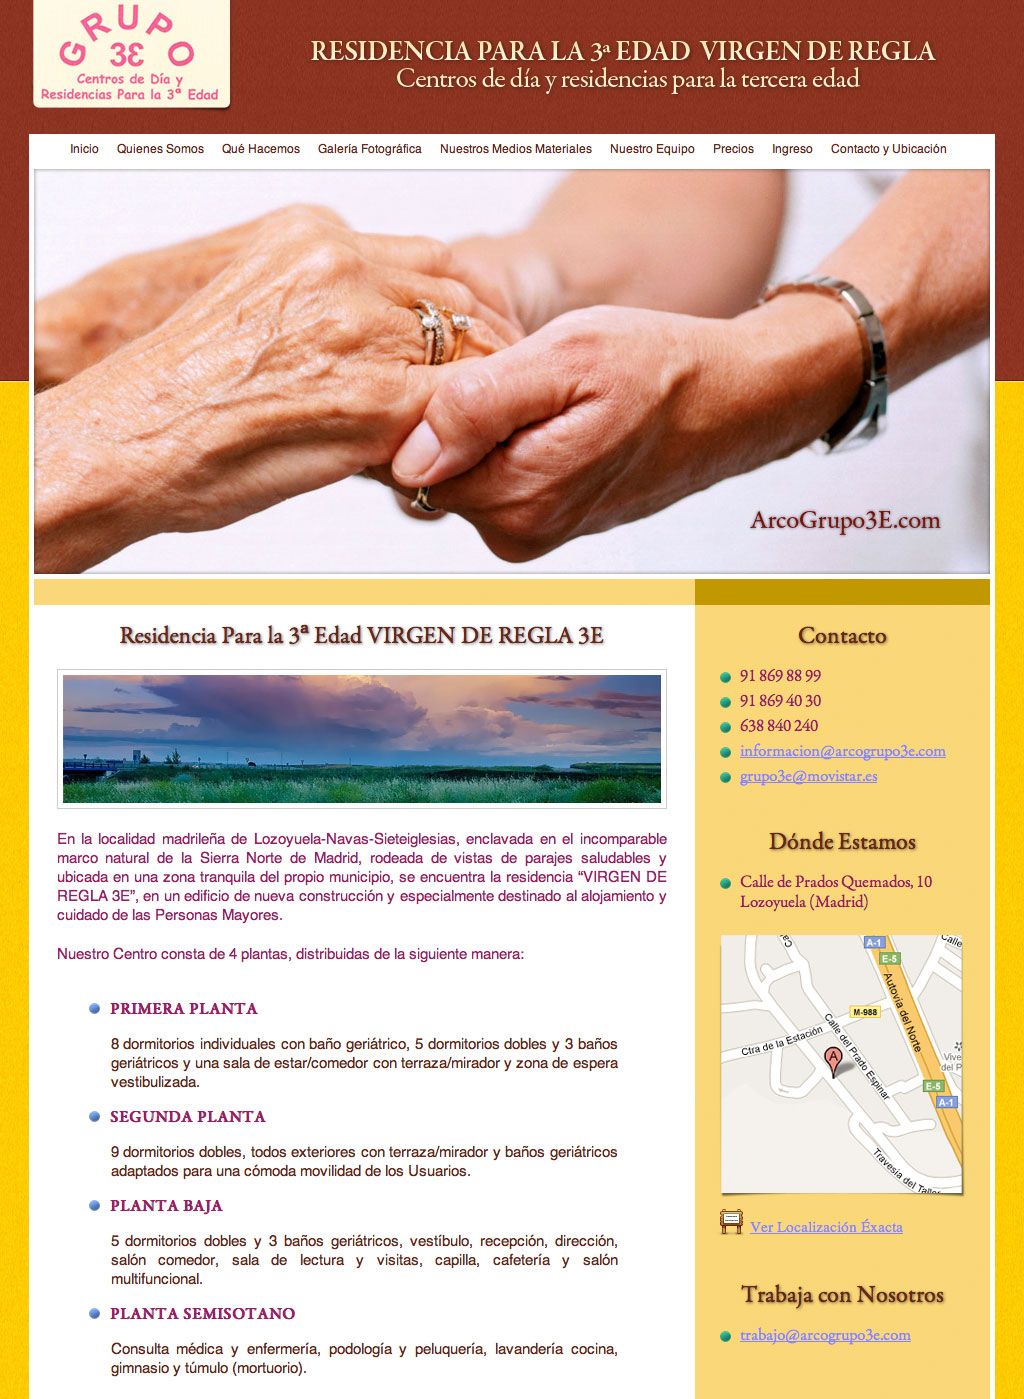 GRUPO
3E
Centros de Día y
Residencias Para la 3ª Edad
RESIDENCIA PARA LA 3ª EDAD VIRGEN DE REGLA
Centros de día y residencias para la tercera edad
Inicio Quienes Somos Qué Hacemos Galería Fotográfica Nuestros Medios Materiales Nuestro Equipo Precios Ingreso Contacto y Ubicación
ArcoGrupo3E.com
Residencia Para la 3ª Edad VIRGEN DE REGLA 3E
En la localidad madrileña de Lozoyuela-Navas-Sieteiglesias, enclavada en el incomparable
marco natural de la Sierra Norte de Madrid, rodeada de vistas de parajes saludables y
ubicada en una zona tranquila del propio municipio, se encuentra la residencia “VIRGEN DE
REGLA 3E”, en un edificio de nueva construcción y especialmente destinado al alojamiento y
cuidado de las Personas Mayores.
Nuestro Centro consta de 4 plantas, distribuidas de la siguiente manera:
PRIMERA PLANTA
8 dormitorios individuales con baño geriátrico, 5 dormitorios dobles y 3 baños
geriátricos y una sala de estar/comedor con terraza/mirador y zona de espera
vestibulizada.
SEGUNDA PLANTA
9 dormitorios dobles, todos exteriores con terraza/mirador y baños geriátricos
adaptados para una cómoda movilidad de los Usuarios.
PLANTA BAJA
5 dormitorios dobles y 3 baños geriátricos, vestíbulo, recepción, dirección,
salón comedor, sala de lectura y visitas, capilla, cafetería y salón
multifuncional.
PLANTA SEMISOTANO
Consulta médica y enfermería, podología y peluquería, lavandería cocina,
gimnasio y túmulo (mortuorio).
Contacto
91 869 88 99
91 869 40 30
638 840 240
informacion@arcogrupo3e.com
grupo3e@movistar.es
Dónde Estamos
Calle de Prados Quemados, 10
Lozoyuela (Madrid)
A-1
Calle
E-5
Autovia del Norte
M-988
Ctra de la Estación
Calle del Prado Espinar
A
Vive
del P
E-5
A-1
Travesia del Taller
Ver Localización Éxacta
Trabaja con Nosotros
trabajo@arcogrupo3e.com